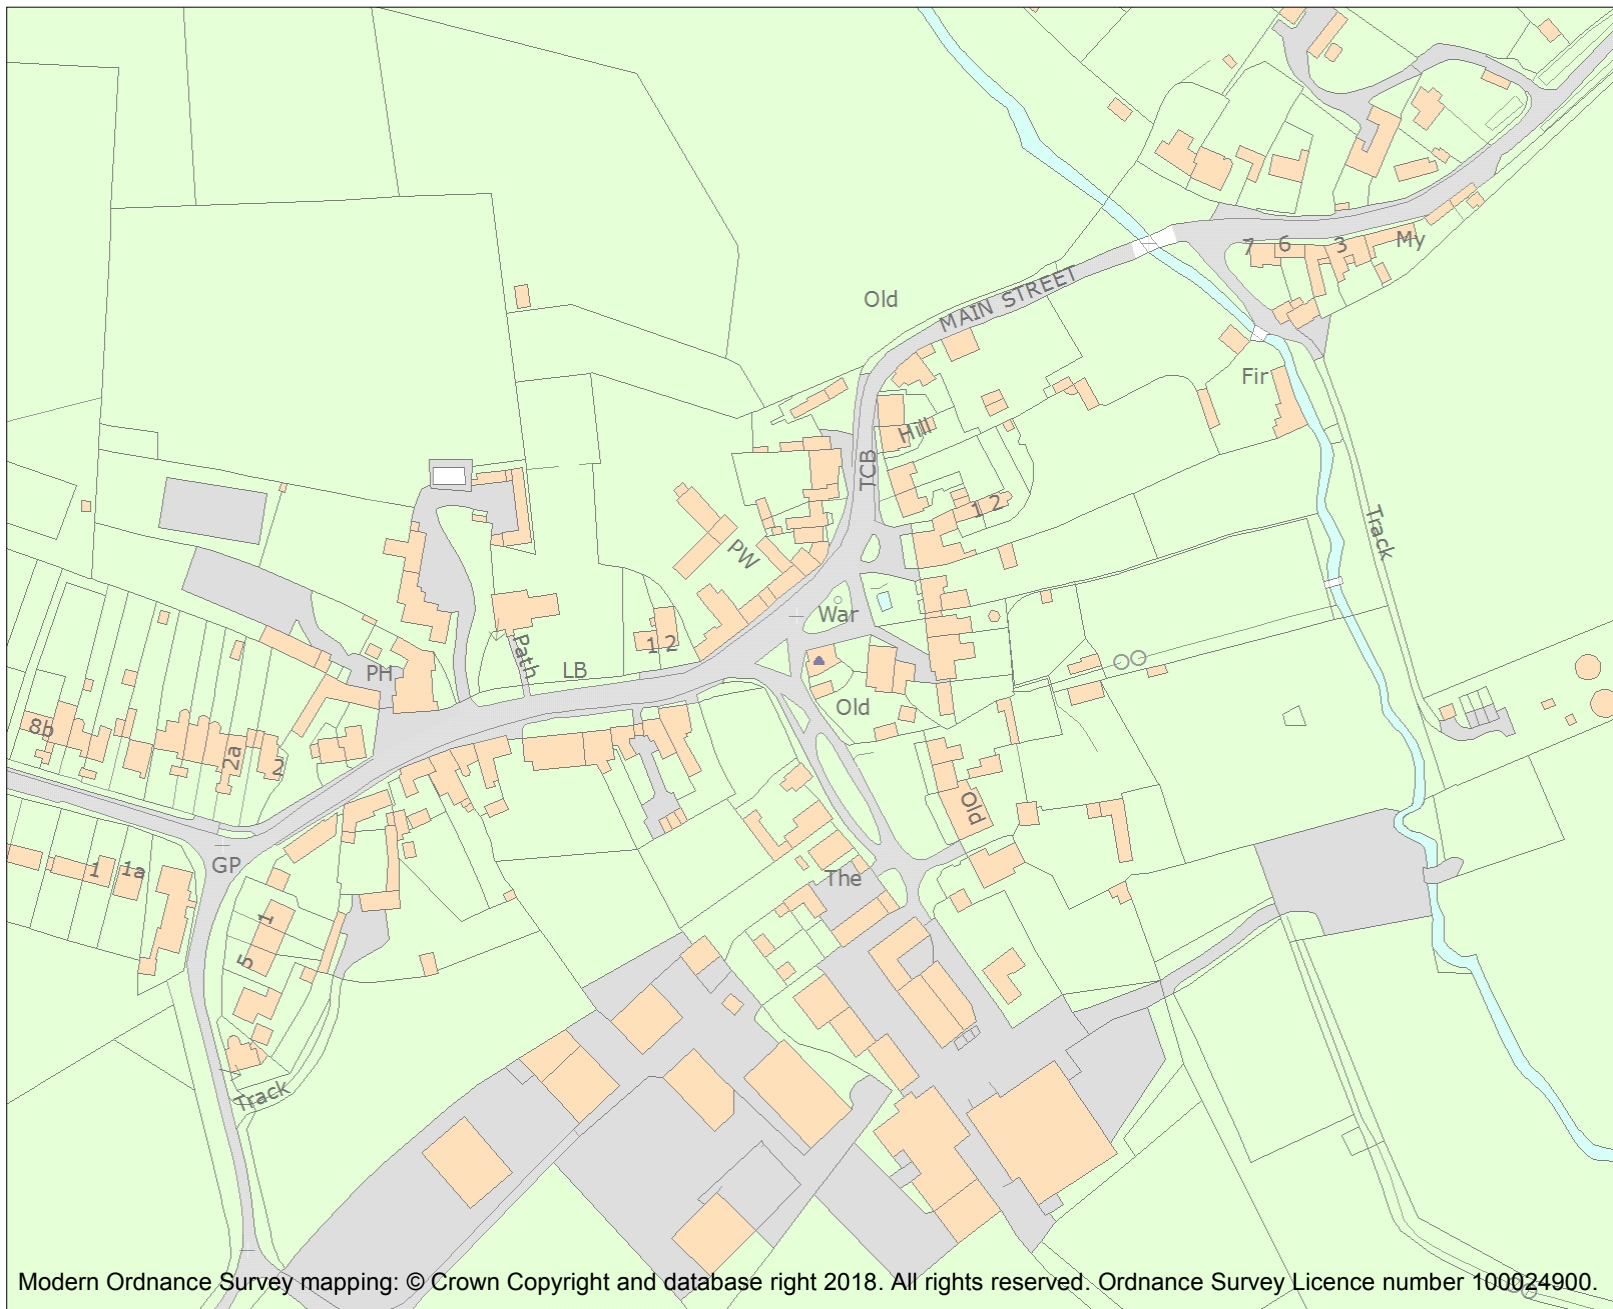 7 6 3 My
Old
MAIN STREET
Fir
Hill
TCB
1 2
Track
PW
War
1 2
Path
LB
PH
Old
8b
2a
2
Old
GP
1
1a
The
1
5
Track
Modern Ordnance Survey mapping: © Crown Copyright and database right 2018. All rights reserved. Ordnance Survey Licence number 100024900.